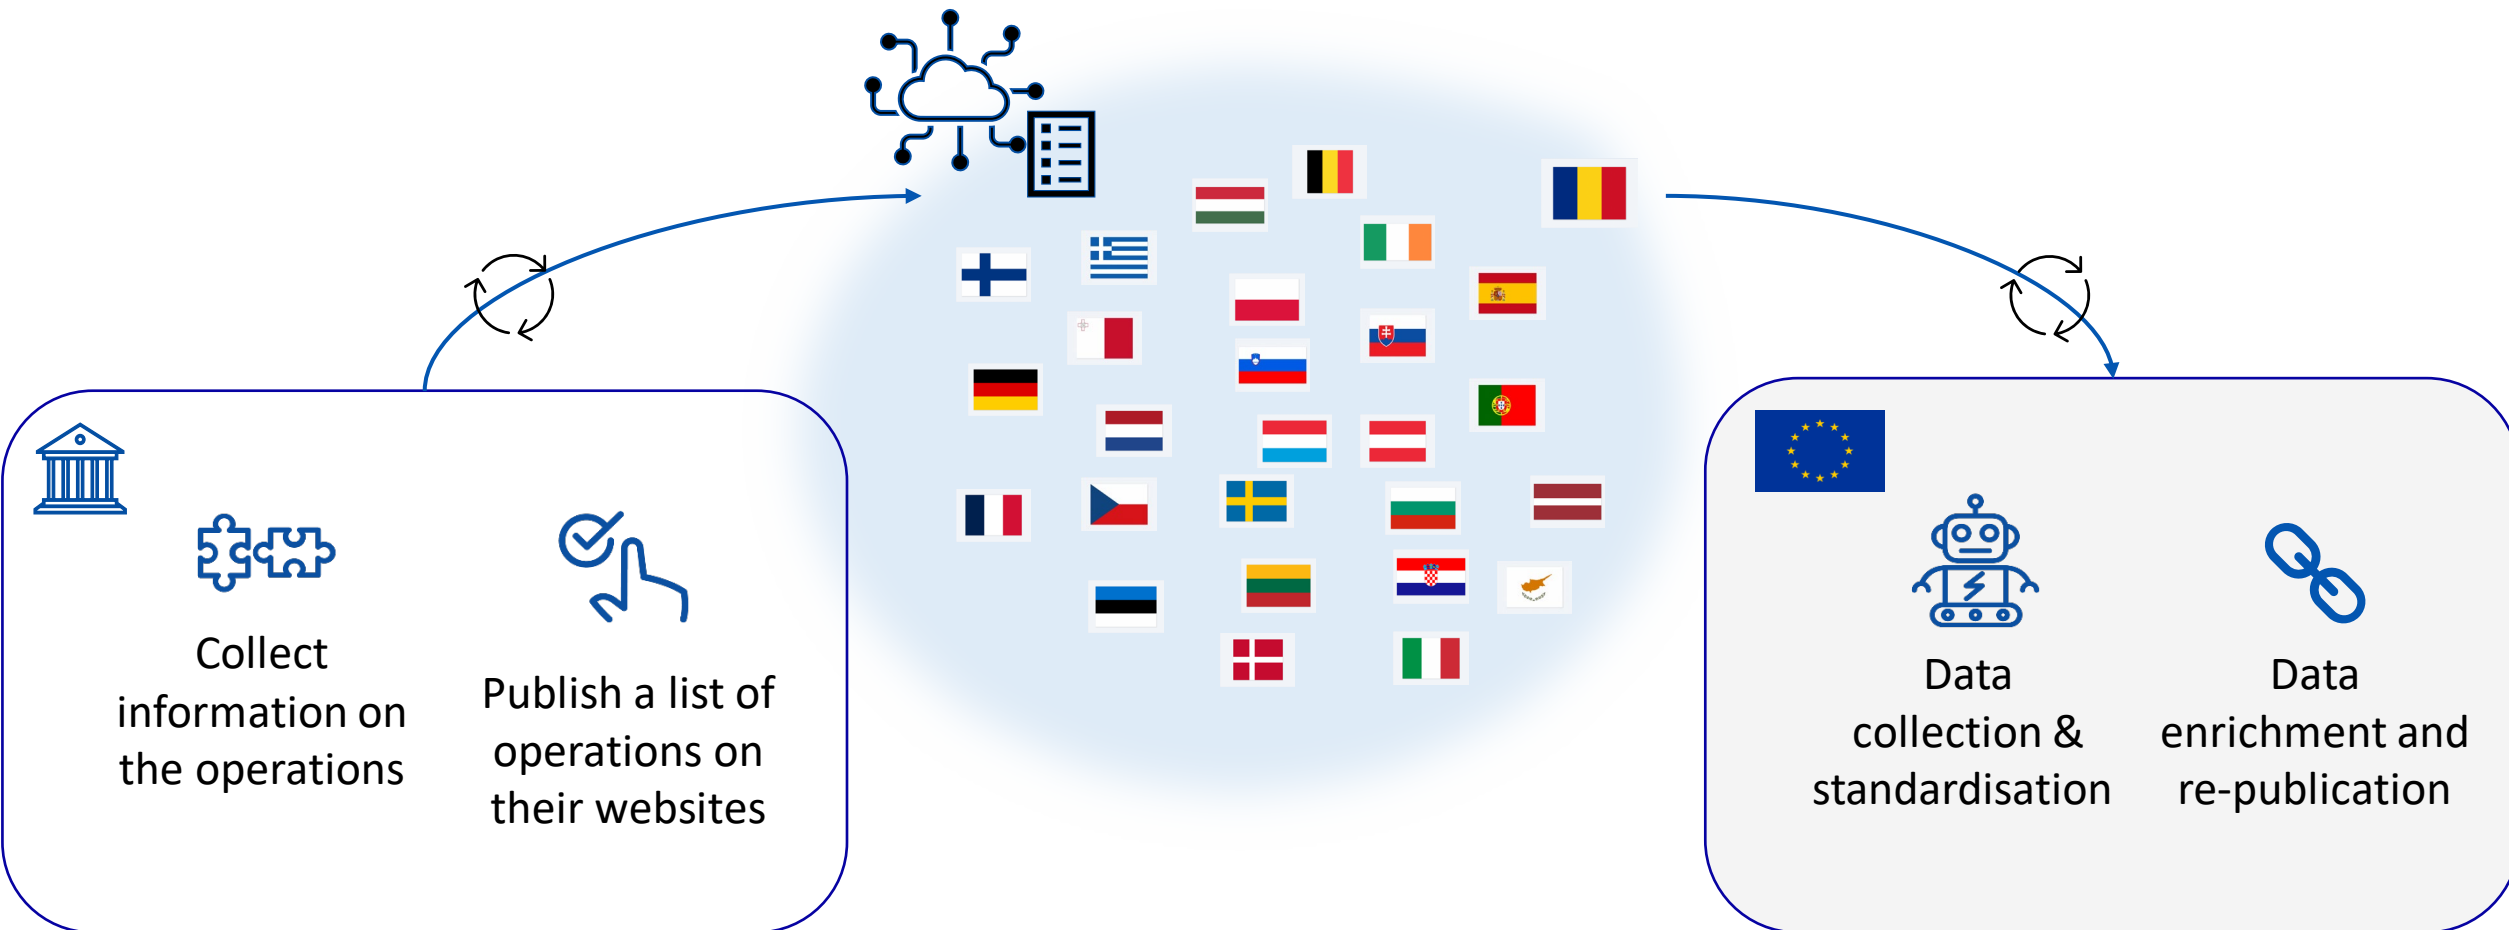 Collect
information on
the operations
Publish a list of
operations on
their websites
Data
collection &
standardisation
Data
enrichment and
re-publication